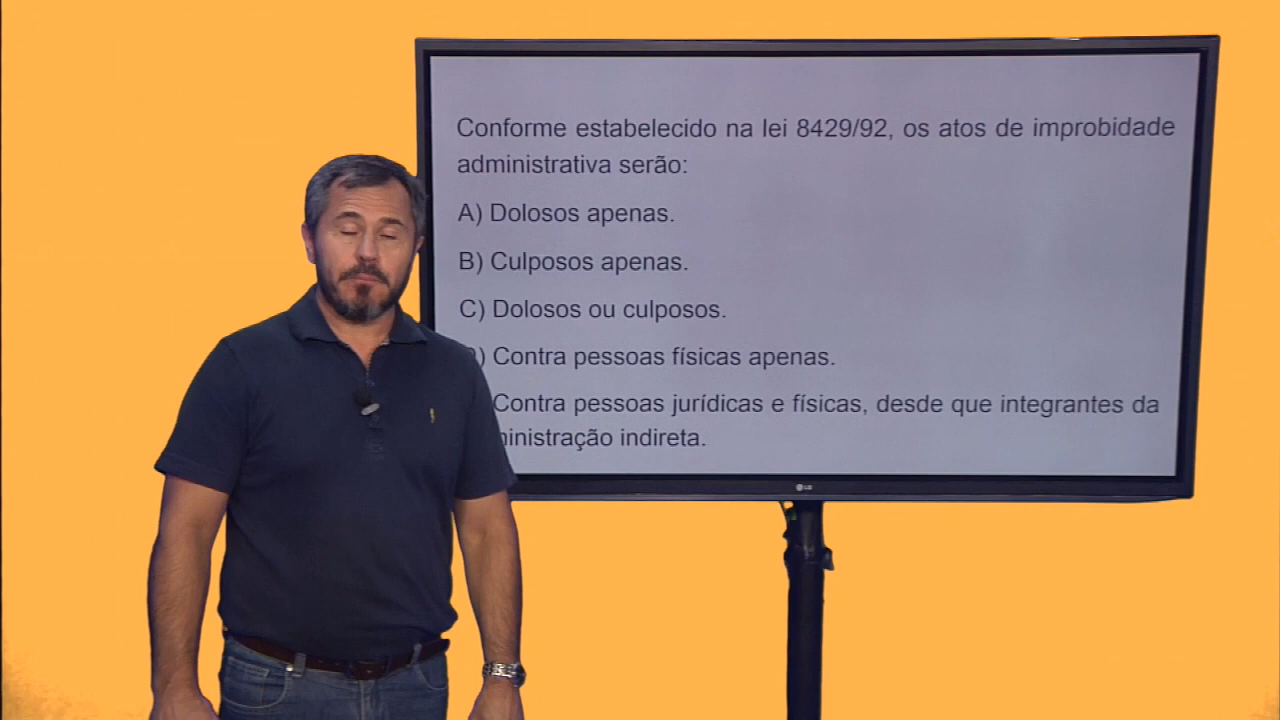 Conforme estabelecido na lei 8429/92, os atos de improbidade
administrativa serão:
A) Dolosos apenas.
B) Culposos apenas.
C) Dolosos ou culposos.
) Contra pessoas físicas apenas.
Contra pessoas jurídicas e físicas, desde que integrantes da
indireta.
LG